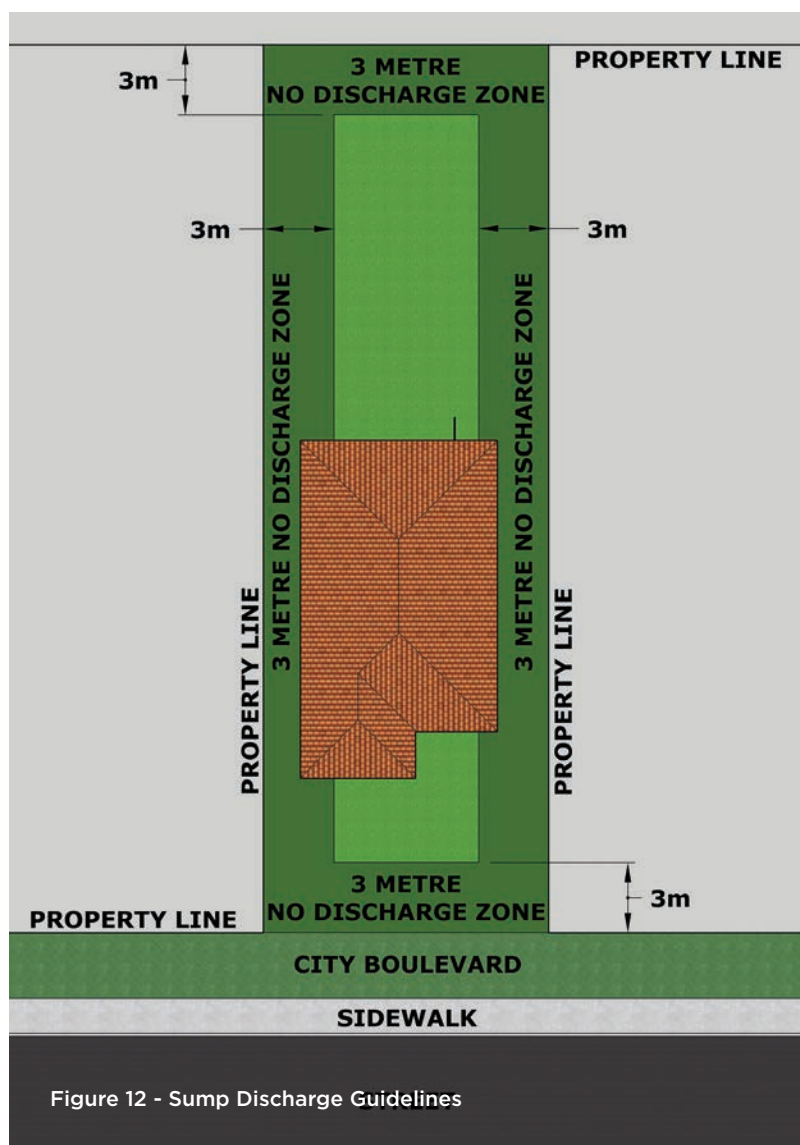 PROPERTY LINE
3 METRE
NO DISCHARGE ZONE
3m
3m
3m
3 METRE NO DISCHARGE ZONE
3 METRE NO DISCHARGE ZONE
PROPERTY LINE
PROPERTY LINE
3 METRE
NO DISCHARGE ZONE
3m
PROPERTY LINE
CITY BOULEVARD
SIDEWALK
Figure 12 - Sump Discharge Guidelines